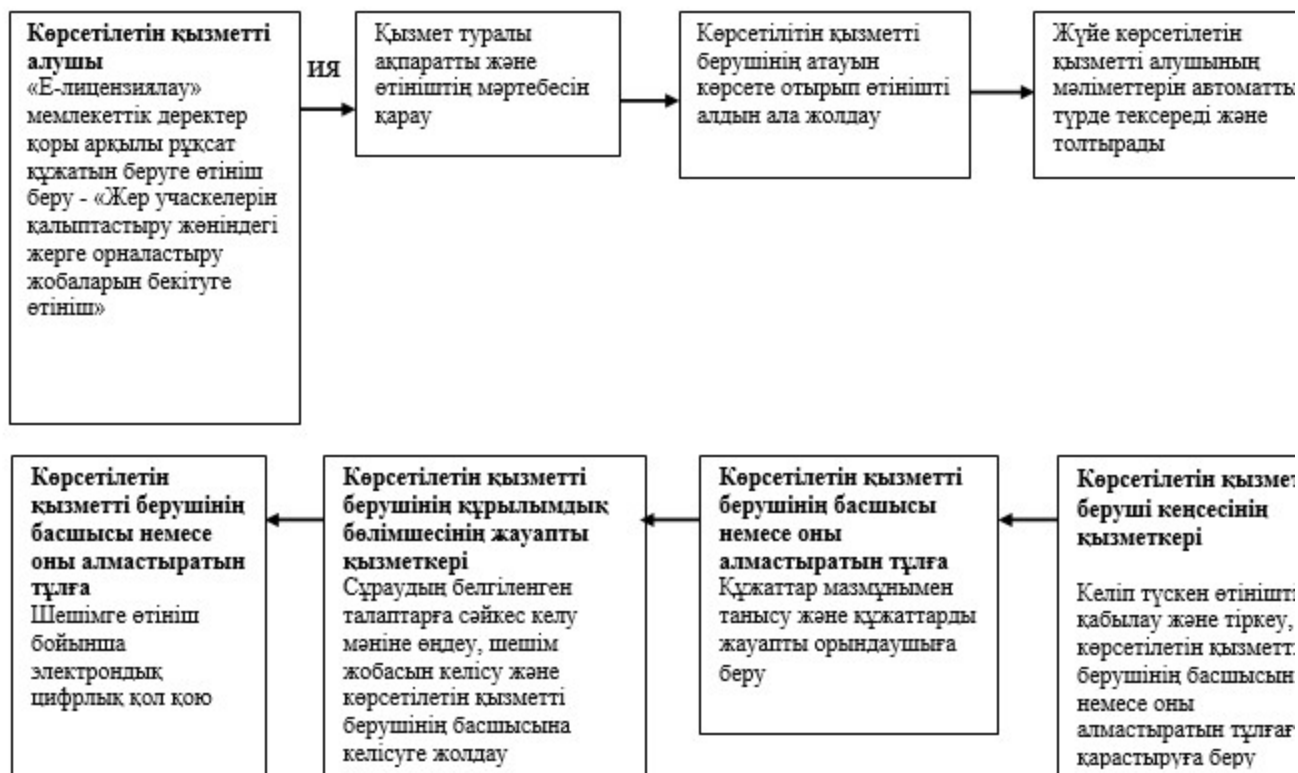 Көрсетілетін қызметті
алушы
«Е-лицензиялау»
мемлекеттік деректер
қоры арқылы рұқсат
құжатын беруге өтініш
беру - «Жер учаскелерін
қалыптастыру жөніндегі
жерге орналастыру
жобаларын бекітуге
өтініш»
ИЯ
Қызмет туралы
ақпаратты және
өтініштің мәртебесін
қарау
Көрсетілітін қызметті
берушінің атауын
көрсете отырып өтінішті
алдын ала жолдау
Жүйе көрсетілетін
қызметті алушының
мәліметтерін автоматты
түрде тексереді және
толтырады
Көрсетілетін
қызметті берушінің
басшысы немесе
оны алмастыратын
тұлға
Шешімге өтініш
бойынша
электрондық
цифрлық қол қою
Көрсетілетін қызметті
берушінің құрылымдық
бөлімшесінің жауапты
қызметкері
Сұраудың белгіленген
талаптарға сәйкес келу
мәніне өңдеу, шешім
жобасын келісу және
көрсетілетін қызметті
берушінің басшысына
келісуге жолдау
Көрсетілетін қызметті
берушінің басшысы
немесе оны
алмастыратын тұлға
Құжаттар мазмұнымен
танысу және құжаттарды
жауапты орындаушыға
беру
Көрсетілетін қызмет
беруші кеңсесінің
қызметкері
Келіп түскен өтінішті
қабылау және тіркеу,
көрсетілетін қызметті
берушінің басшысын
немесе оны
алмастыратын тұлғағ
қарастыруға беру